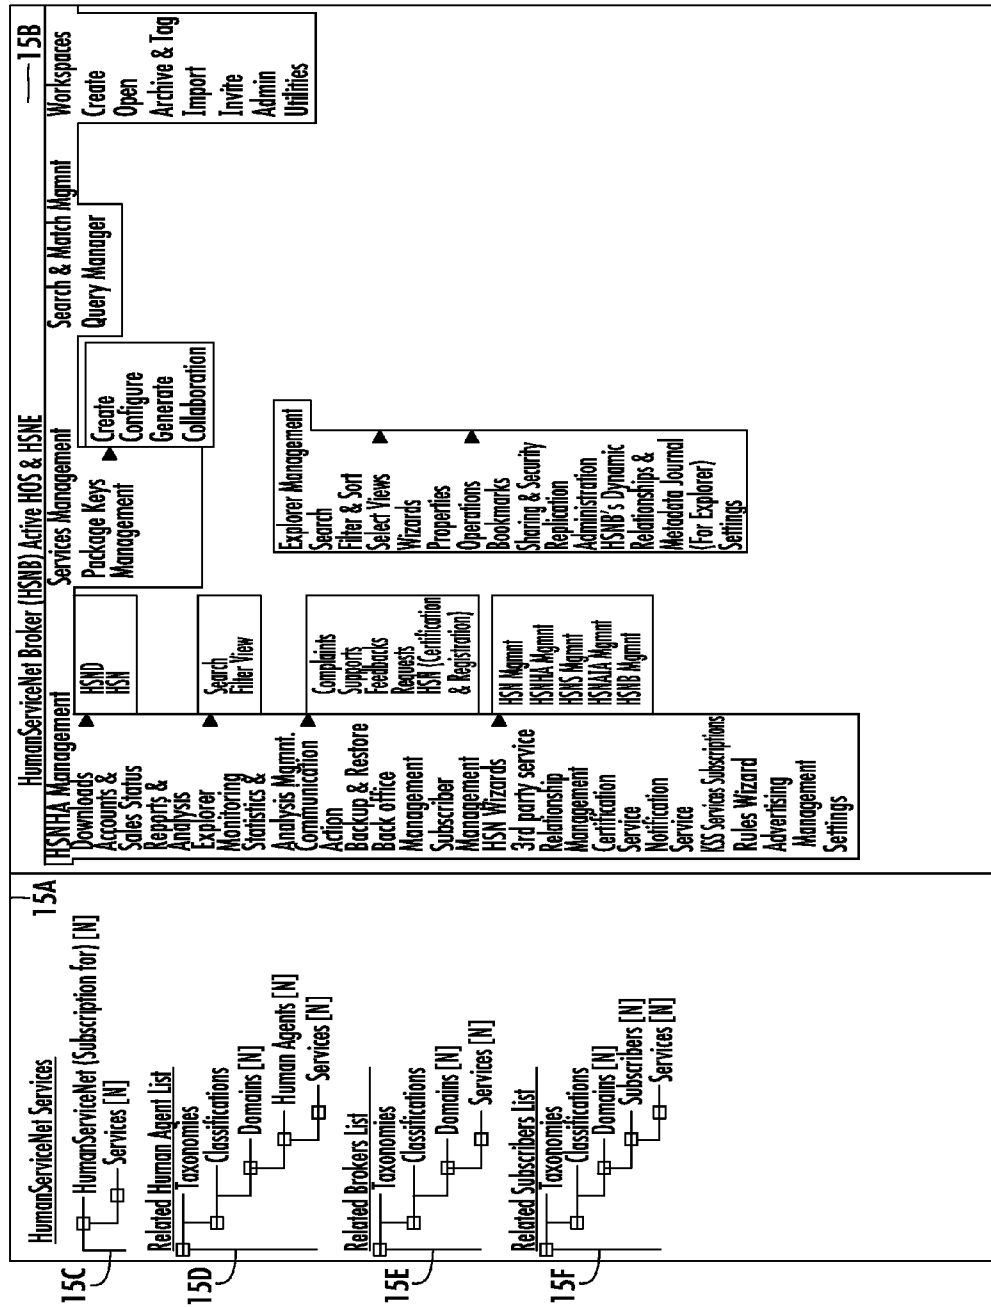 HumanServiceNet Broker (HSNB) Active HOS & HSNE
15B
15A
HumanServiceNet Services
HumanServiceNet (Subscription for) [N]
Services [N]
15C
Related Human Agent List
Taxonomies
Classifications
Domains [N]
Human Agents [N]
Services [N]
15D
Related Brokers List
Taxonomies
Classifications
Domains [N]
Services [N]
15E
Related Subscribers List
Taxonomies
Classifications
Domains [N]
Subscribers [N]
Services [N]
15F
HSNHA Management
Downloads
Accounts &
Sales Status
Reports &
Analysis
Explorer
Monitoring
Statistics &
Analysis Mgmnt.
Communication
Action
Backup & Restore
Back office
Management
Subscriber
Management
HSN Wizards
3rd party service
Relationship
Management
Certification
Service
Notification
Service
KSS Services Subscriptions
Rules Wizard
Advertising
Management
Settings
HSND
HSN
Search
Filter View
Complaints
Supports
Feedbacks
Requests
HSN (Certification
& Registration)
HSN Mgmnt
HSNHA Mgmnt
HSNS Mgmnt
HSNALA Mgmnt
HSNB Mgmnt
Services Management
Package Keys
Management
Create
Configure
Generate
Collaboration
Explorer Management
Search
Filter & Sort
Select Views
Wizards
Properties
Operations
Bookmarks
Sharing & Security
Replication
Administration
HSNB's Dynamic
Relationships &
Metadata Journal
(For Explorer)
Settings
Search & Match Mgmnt
Query Manager
Workspaces
Create
Open
Archive & Tag
Import
Invite
Admin
Utilities